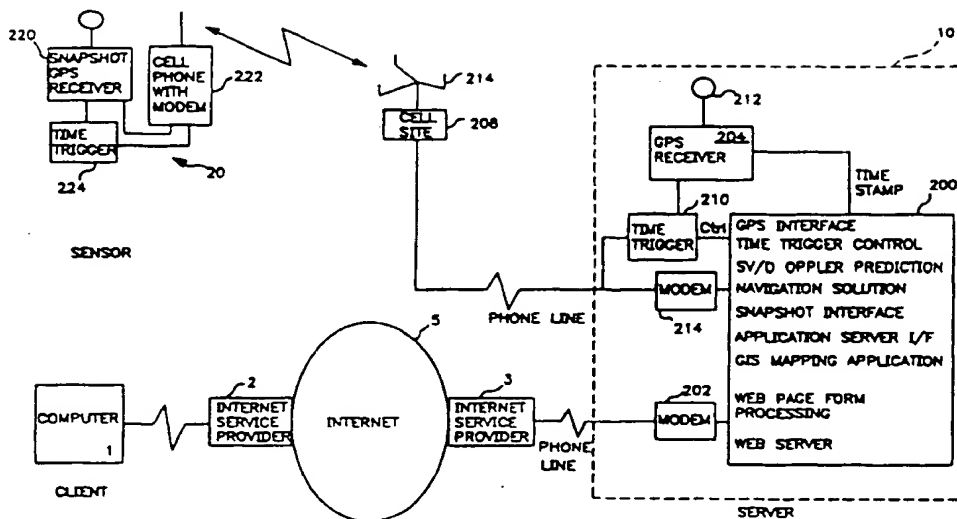 220
SNAPSHOT
GPS
RECEIVER
CELL
PHONE
WITH
MODEM
222
TIME
TRIGGER
224
20
SENSOR
214
CELL
SITE
208
10
212
204
GPS
RECEIVER
TIME
STAMP
200
210
TIME
TRIGGER
Ctrl
GPS INTERFACE
TIME TRIGGER CONTROL
SV/D OPPLER PREDICTION
NAVIGATION SOLUTION
SNAPSHOT INTERFACE
APPLICATION SERVER I/F
GIS MAPPING APPLICATION
WEB PAGE FORM
PROCESSING
WEB SERVER
MODEM
214
PHONE LINE
5
2
INTERNET
SERVICE
PROVIDER
INTERNET
3
INTERNET
SERVICE
PROVIDER
PHONE
LINE
202
MODEM
COMPUTER
1
CLIENT
SERVER